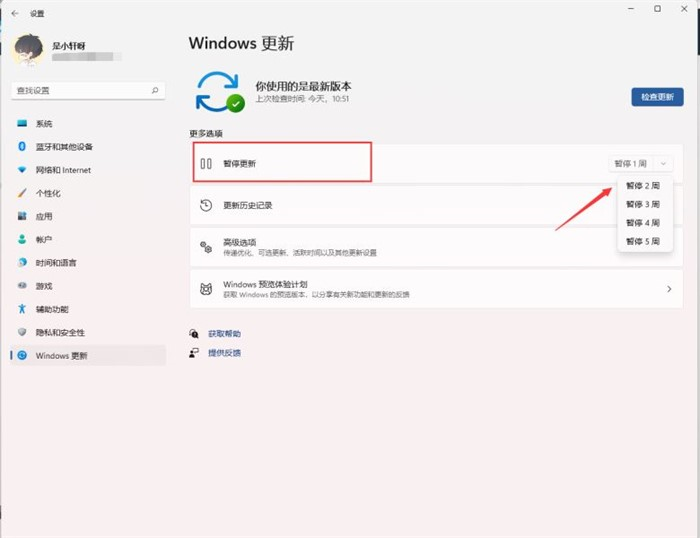 设置
是小轩呀
查找设置
系统
蓝牙和其他设备
网络和 Internet
个性化
应用
帐户
时间和语言
游戏
辅助功能
隐私和安全性
Windows 更新
Windows 更新
你使用的是最新版本
上次检查时间: 今天，10:51
检查更新
更多选项
暂停更新
暂停 1 周
暂停 2 周
暂停 3 周
暂停 4 周
暂停 5 周
更新历史记录
高级选项
传递优化、可选更新、活跃时间以及其他更新设置
Windows 预览体验计划
获取 Windows 的预览版本，以分享有关新功能和更新的反馈
获取帮助
提供反馈